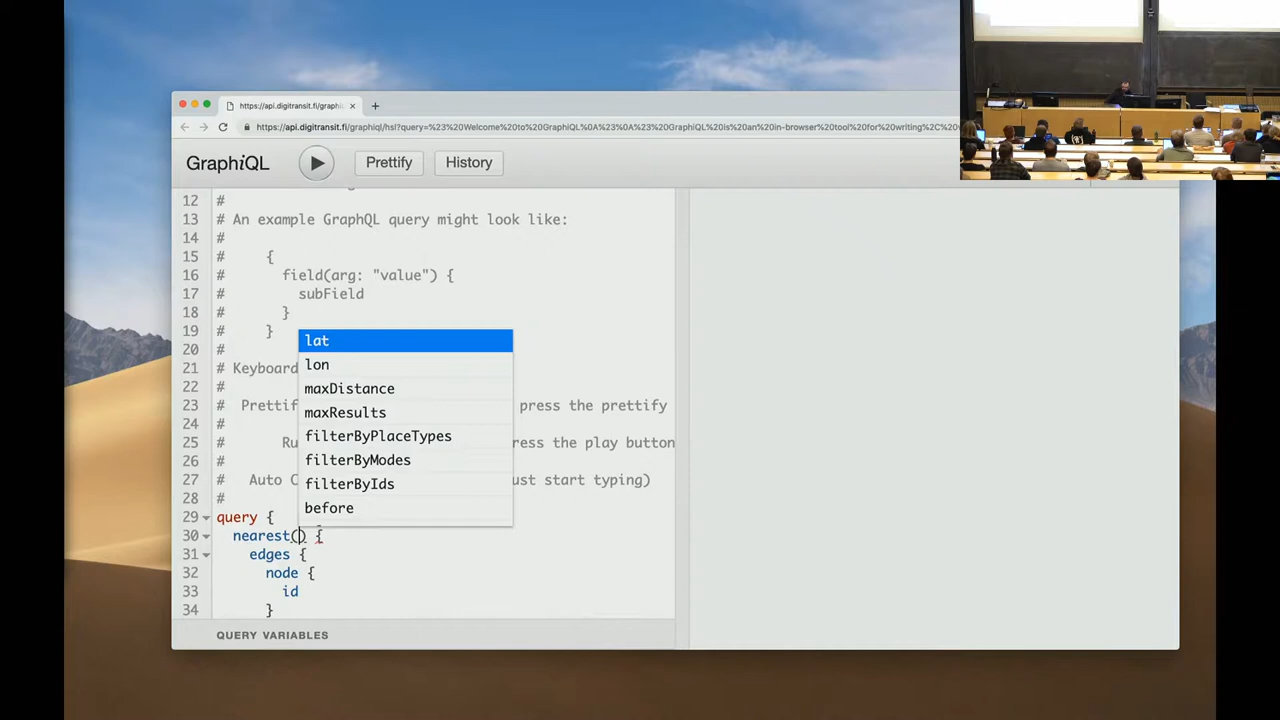 https://api.digitransit.fi/graphi
https://api.digitransit.fi/graphiql/hsl?query=%23%20Welcome%20to%20GraphiQL%0A%23%0A%23%20GraphiQL%20is%20an%20in-browser%20tool%20for%20writing%2C%20v
GraphiQL
Prettify
History
12 #
13 # An example GraphQL query might look like:
14 #
15 # {
16 # field(arg: "value") {
17 # subField
18 # }
19 # }
20 #
21 # Keyboard
22 #
23 # Prettif press the prettify
24 #
25 # Ru ress the play button
26 #
27 # Auto C ust start typing)
28 #
29 query {
30 nearest() {
31 edges {
32 node {
33 id
34 }
lat
lon
maxDistance
maxResults
filterByPlaceTypes
filterByModes
filterByIds
before
QUERY VARIABLES